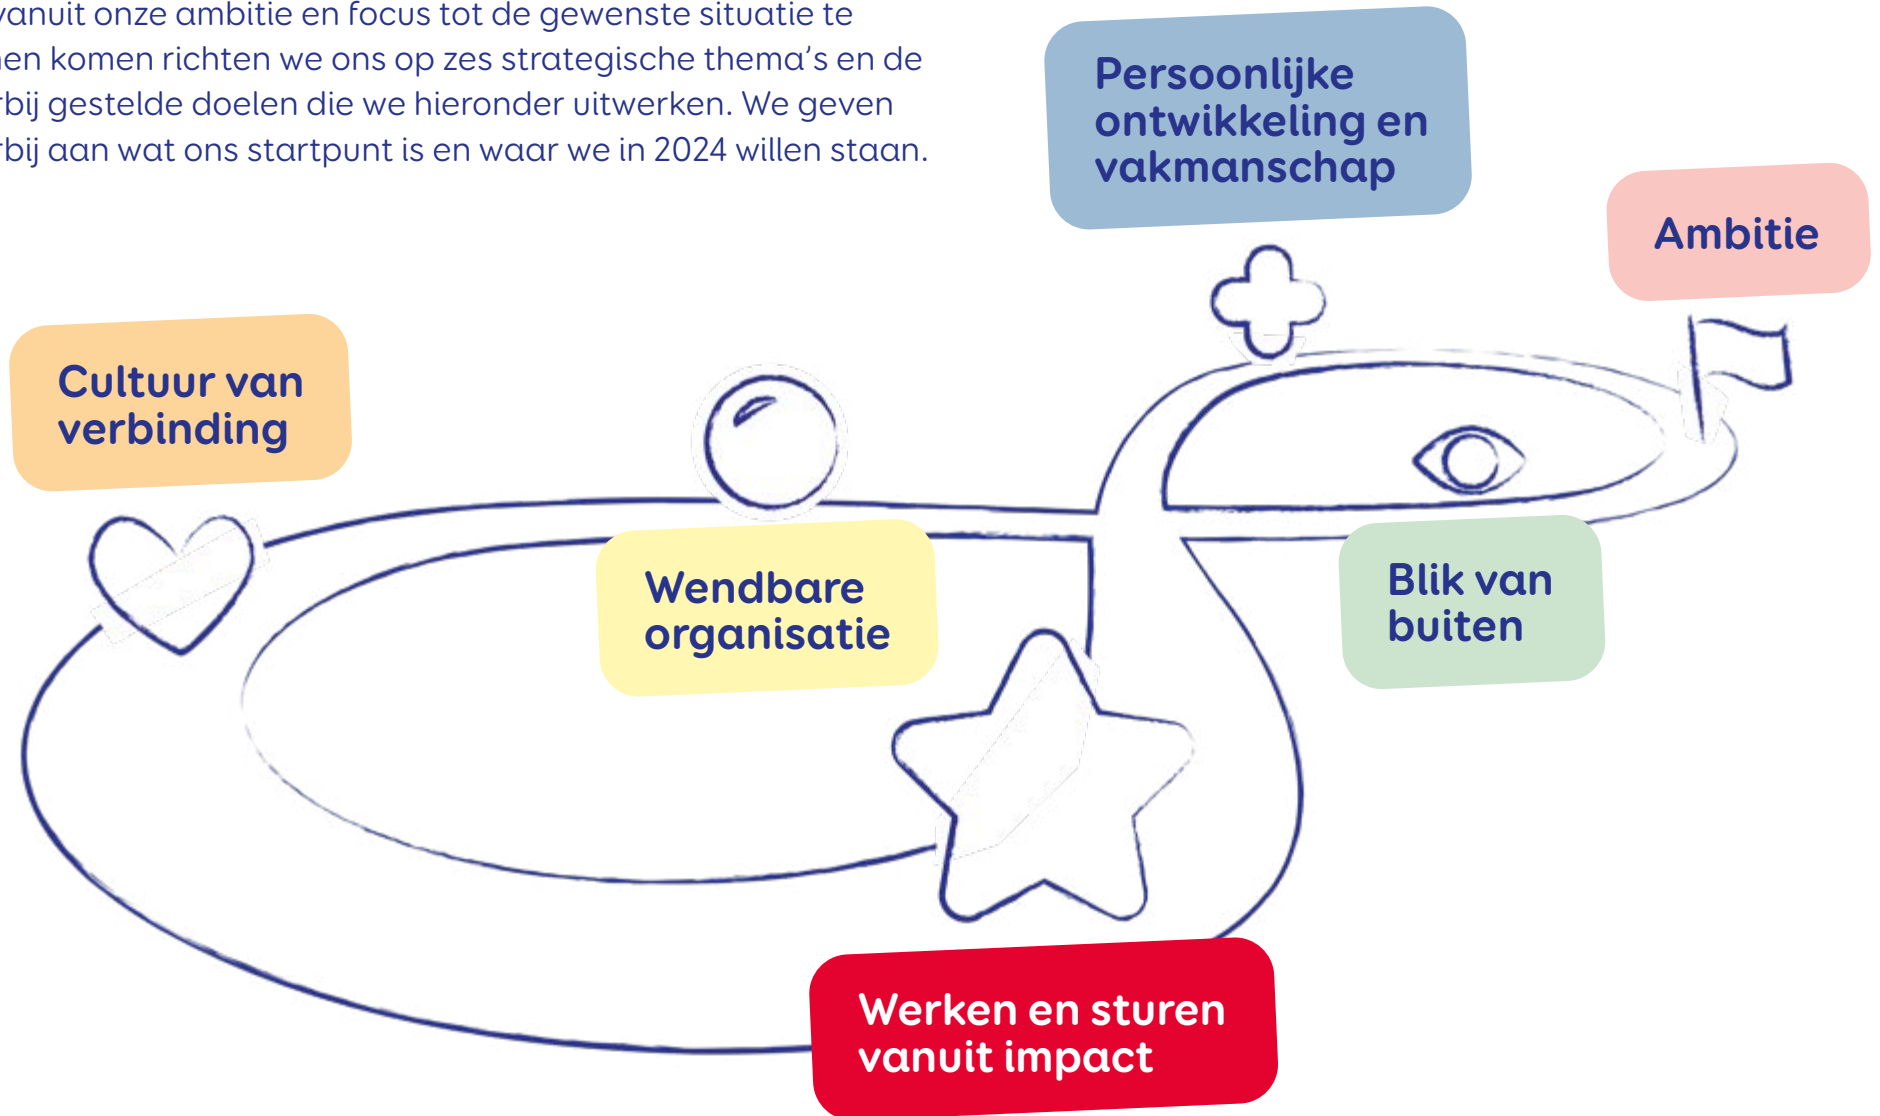 vanuit onze ambitie en focus tot de gewenste situatie te
komen richten we ons op zes strategische thema's en de
gestelde doelen die we hieronder uitwerken. We geven
aan wat ons startpunt is en waar we in 2024 willen staan.
Persoonlijke
ontwikkeling en
vakmanschap
Ambitie
Cultuur van
verbinding
Wendbare
organisatie
Blik van
buiten
Werken en sturen
vanuit impact